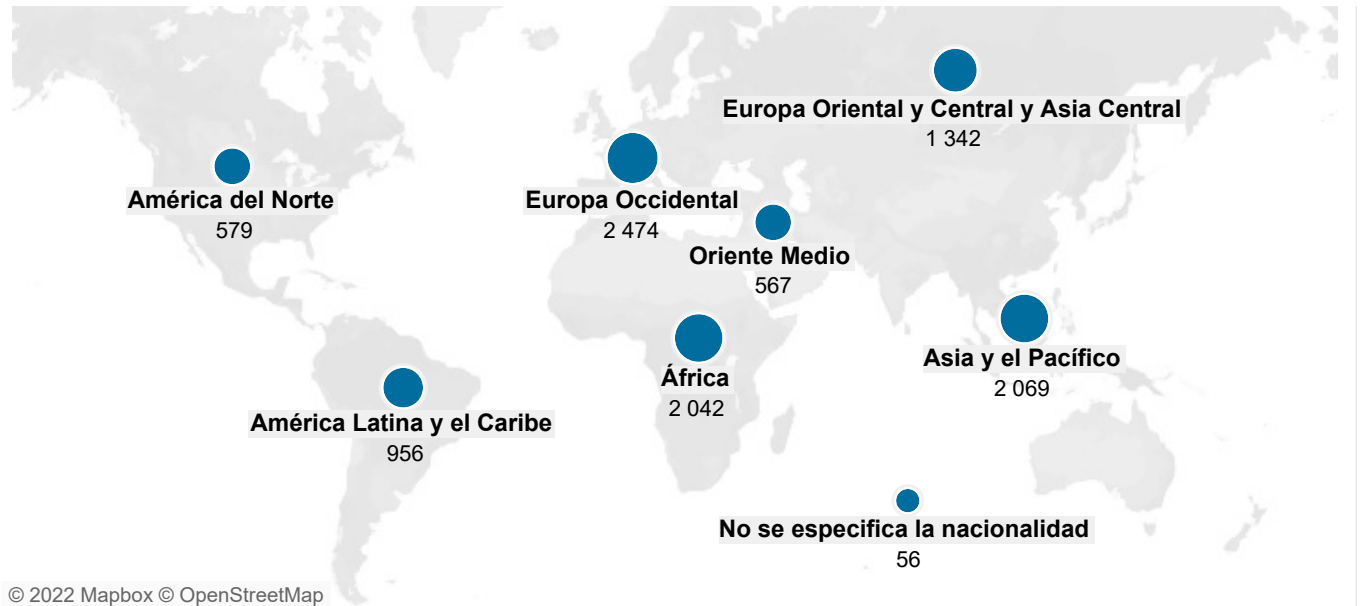 Europa Oriental y Central y Asia Central
1 342
América del Norte
579
Europa Occidental
2 474
Oriente Medio
567
Asia y el Pacífico
2 069
África
2 042
América Latina y el Caribe
956
No se especifica la nacionalidad
56
© 2022 Mapbox © OpenStreetMap